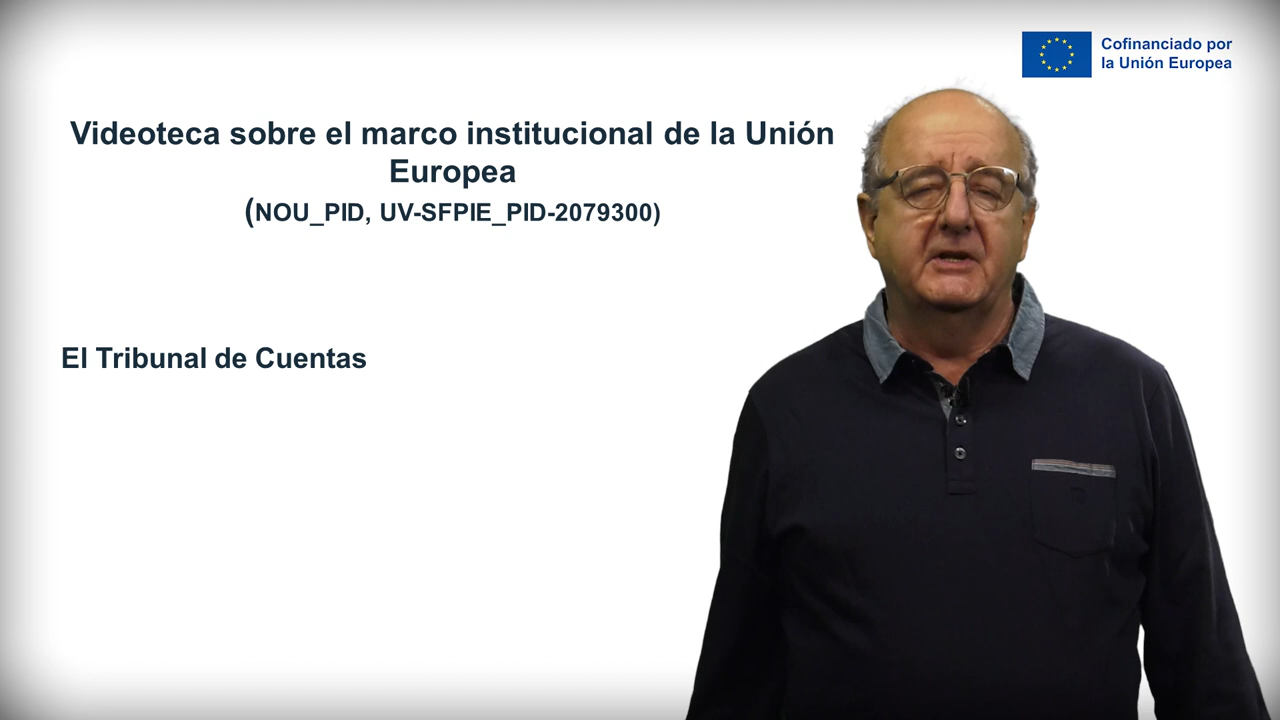 Cofinanciado por
la Unión Europea
Videoteca sobre el marco institucional de la Unión
Europea
(NOU_PID, UV-SFPIE_PID-2079300)
El Tribunal de Cuentas